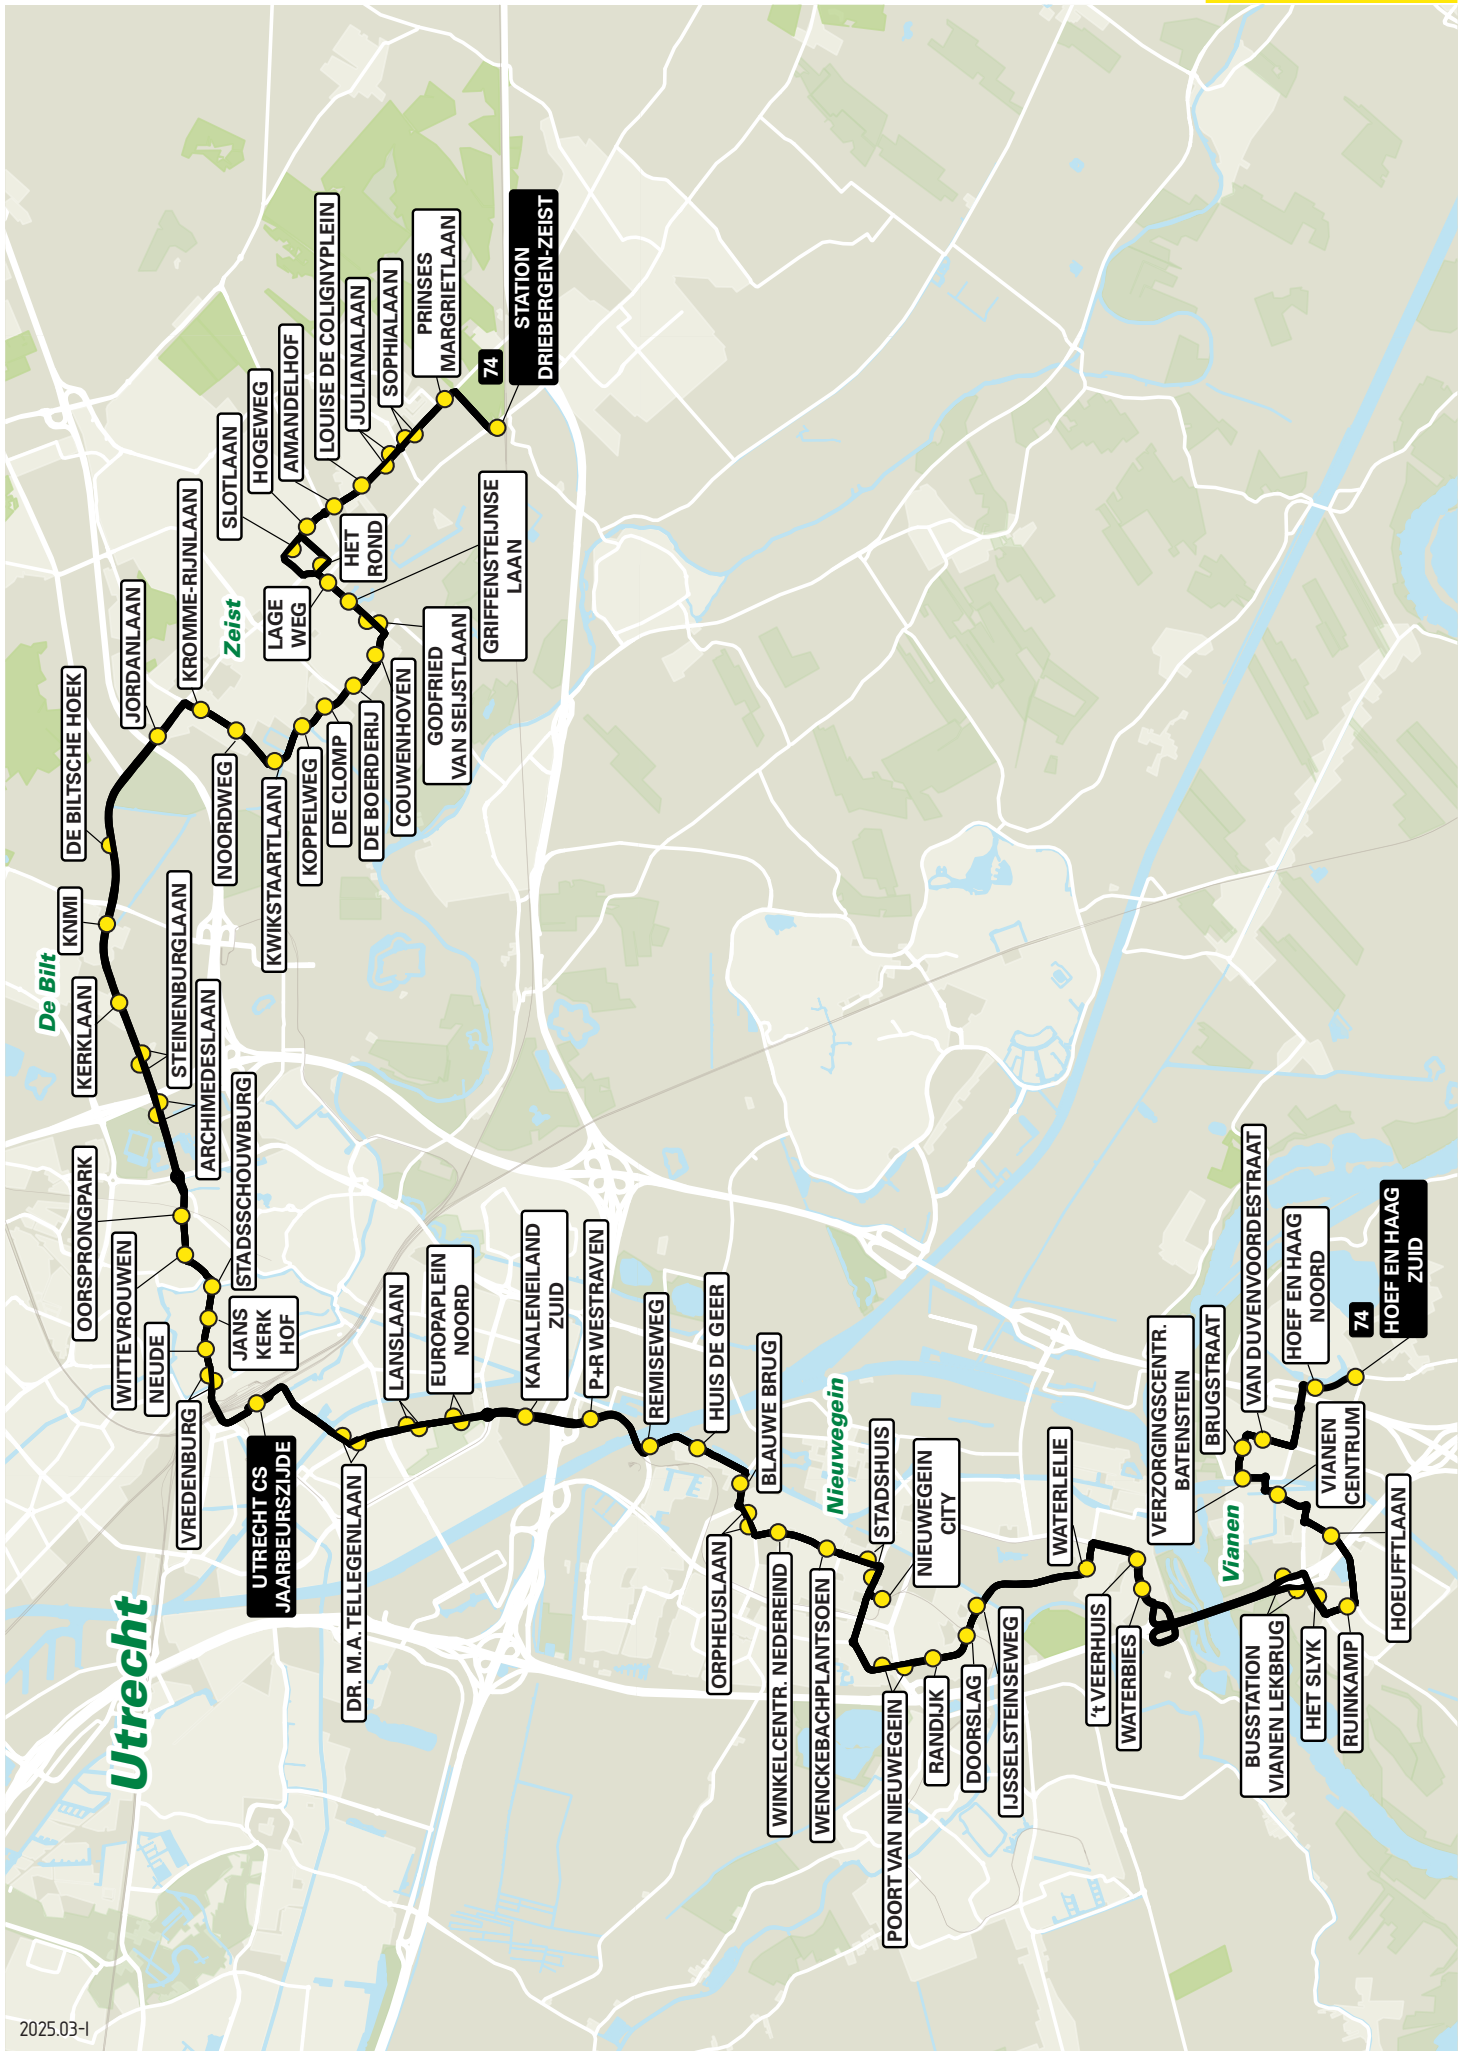 Utrecht
De Bilt
Zeist
Nieuwegein
Vianen
74
STATION
DRIEBERGEN-ZEIST
PRINSES
MARGRIETLAAN
SOPHIALAAN
JULIANALAAN
LOUISE DE COLIGNYPLEIN
AMANDELHOF
HOGEWEG
SLOTLAAN
HET
ROND
LAGE
WEG
GRIFFENSTEIJNSE
LAAN
GODFRIED
VAN SEIJSTLAAN
COUWENHOVEN
DE BOERDERIJ
DE CLOMP
KOPPELWEG
KWIKSTAARTLAAN
NOORDWEG
KROMME-RIJNLAAN
JORDANLAAN
DE BILTSCHE HOEK
KNMI
KERKLAAN
STEINENBURGLAAN
ARCHIMEDESLAAN
OORSPRONGPARK
WITTEVROUWEN
STADSSCHOUWBURG
JANS
KERK
HOF
NEUDE
VREDENBURG
UTRECHT CS
JAARBEURSZIJDE
DR. M.A. TELLEGENLAAN
LANSLAAN
EUROPAPLEIN
NOORD
KANALENEILAND
ZUID
P+R WESTRAVEN
REMISEWEG
HUIS DE GEER
BLAUWE BRUG
ORPHEUSLAAN
WINKELCENTR. NEDEREIND
WENCKEBACHPLANTSOEN
STADSHUIS
NIEUWEGEIN
CITY
POORT VAN NIEUWEGEIN
RANDIJK
DOORSLAG
IJSSELSTEINSEWEG
WATERLELIE
't VEERHUIS
WATERBIES
BUSSTATION
VIANEN LEKBRUG
HET SLYK
RUINKAMP
HOEUFFTLAAN
VIANEN
CENTRUM
VERZORGINGSCENTR.
BATENSTEIN
BRUGSTRAAT
VAN DUVENVOORDESTRAAT
HOEF EN HAAG
NOORD
74
HOEF EN HAAG
ZUID
2025.03-I